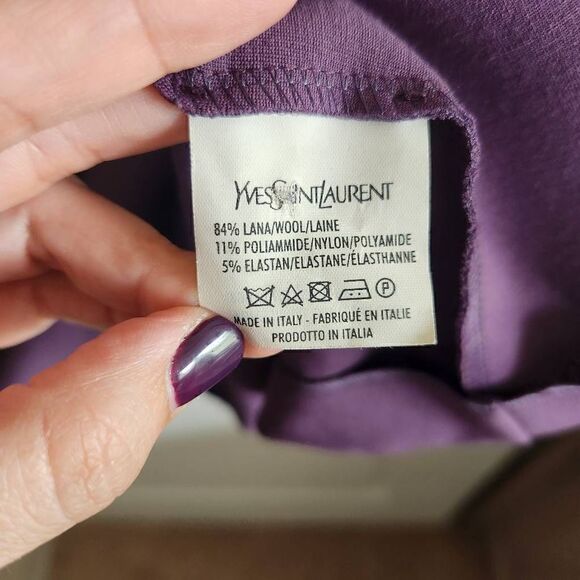 YVESSAINTLAURENT
84% LANA/WOOL/LAINE
11% POLIAMMIDE/NYLON/POLYAMIDE
5% ELASTAN/ELASTANE/ÉLASTHANNE
P
MADE IN ITALY - FABRIQUÉ EN ITALIE
PRODOTTO IN ITALIA